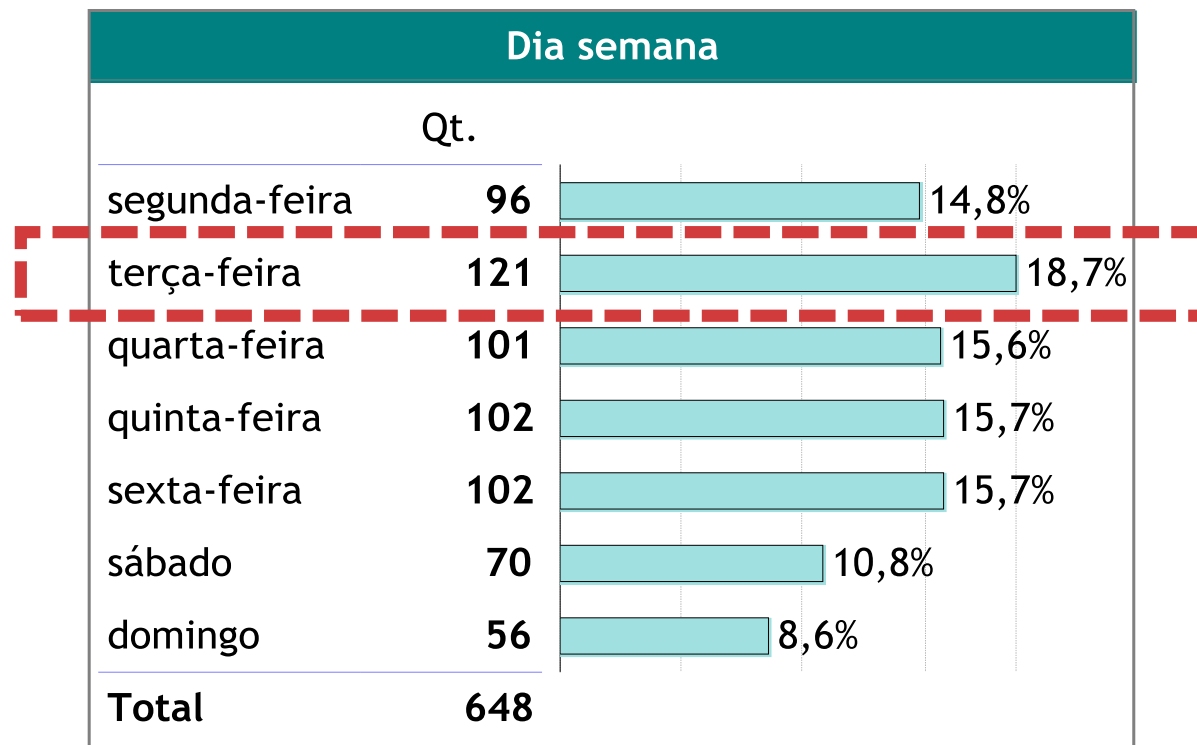 Dia semana
Qt.
segunda-feira 96 14,8%
terça-feira 121 18,7%
quarta-feira 101 15,6%
quinta-feira 102 15,7%
sexta-feira 102 15,7%
sábado 70 10,8%
domingo 56 8,6%
Total 648